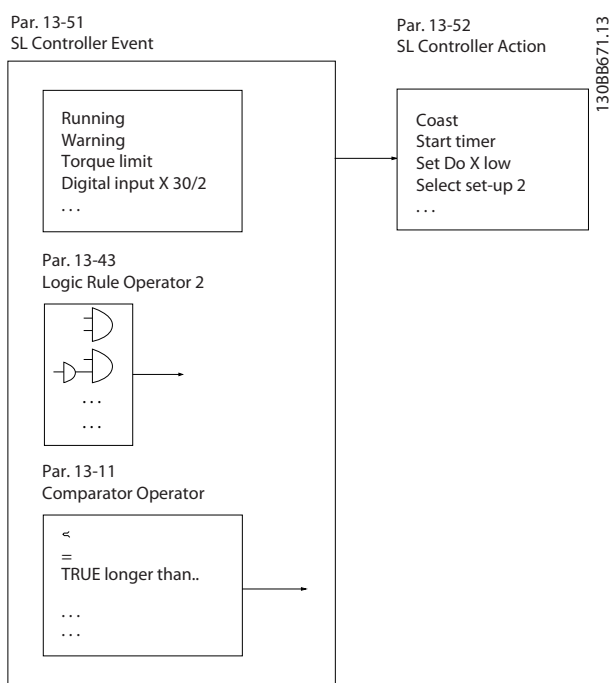 Par. 13-51
SL Controller Event
Running
Warning
Torque limit
Digital input X 30/2
. . .
Par. 13-43
Logic Rule Operator 2
. . .
. . .
Par. 13-11
Comparator Operator
=
TRUE longer than..
. . .
. . .
Par. 13-52
SL Controller Action
Coast
Start timer
Set Do X low
Select set-up 2
. . .
130BB671.13